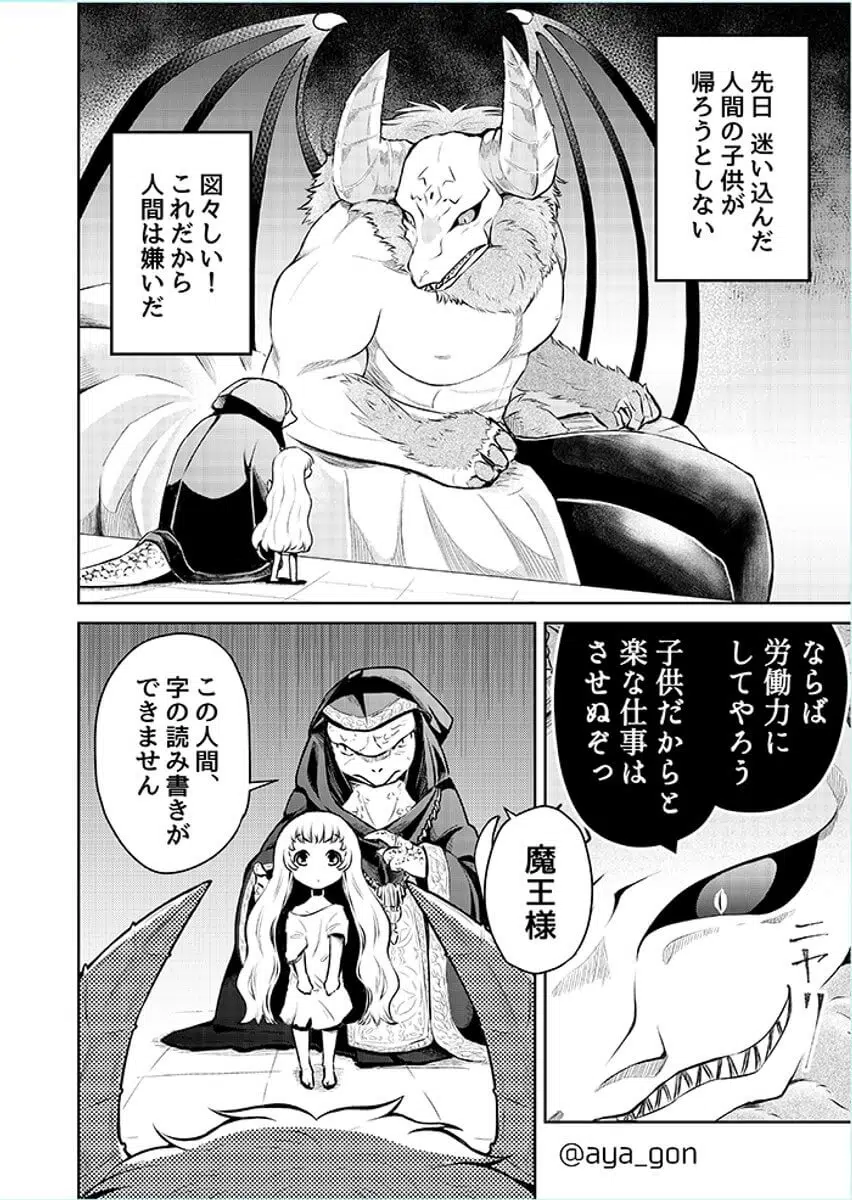 先日 迷い込んだ
人間の子供が
帰ろうとしない
図々しい!
これだから
人間は嫌いだ
ならば
労働力に
してやろう
子供だからと
楽な仕事は
させぬぞっ
ニヤッ
魔王様
この人間、
字の読み書きが
できません
@aya_gon